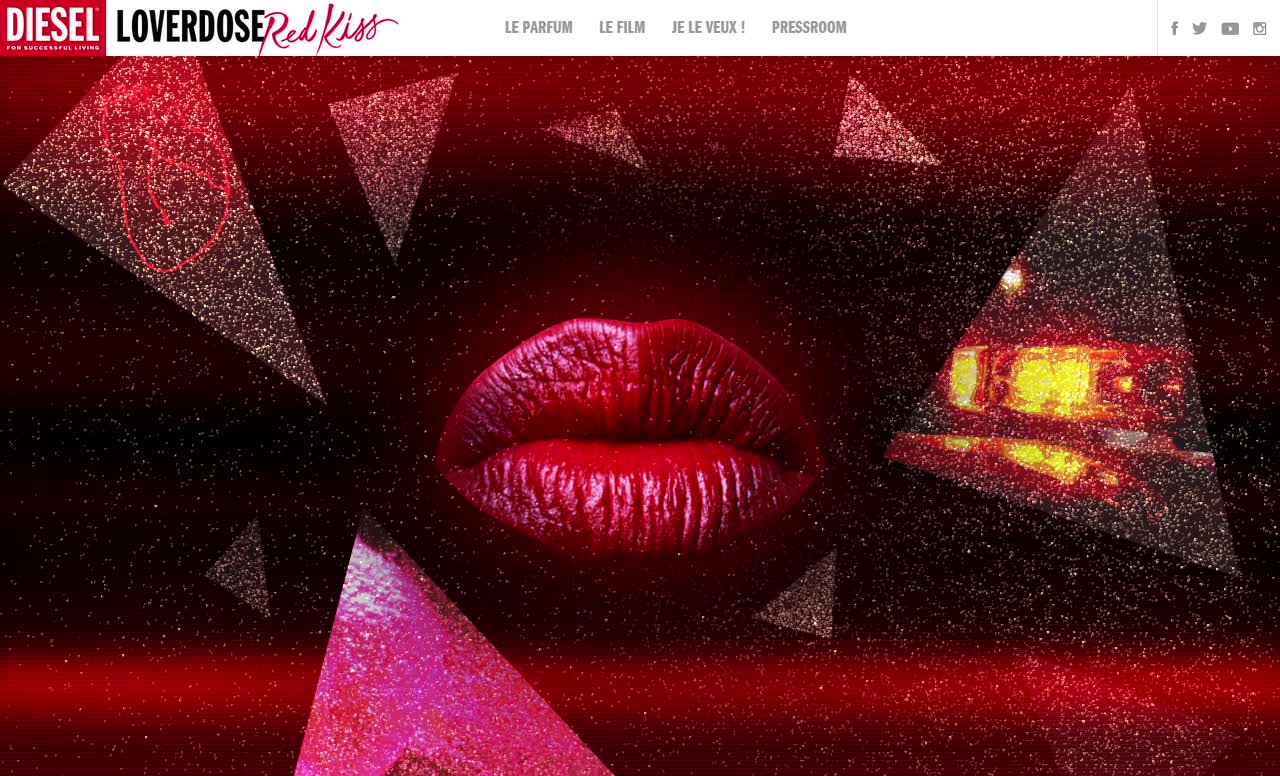 DIESEL
FOR SUCCESSFUL LIVING
LOVERDOSE Red Kiss
LE PARFUM
LE FILM
JE LE VEUX !
PRESSROOM